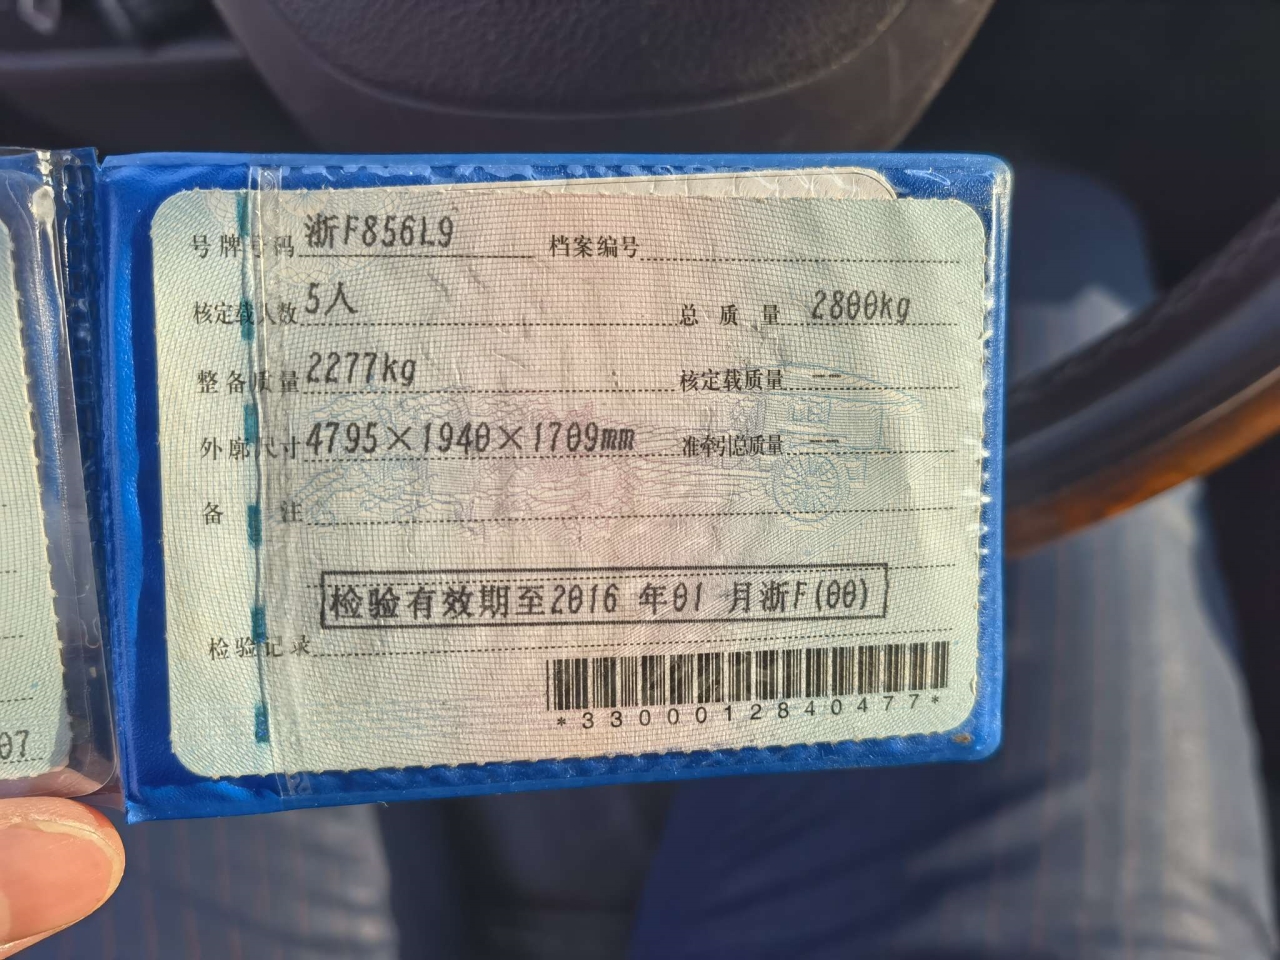 号牌号码 浙F856L9 档案编号
核定载人数 5人 总质量 2800kg
整备质量 2277kg 核定载质量 --
外廓尺寸 4795×1940×1709mm 准牵引总质量 --
备注
检验有效期至2016年01月浙F(00)
检验记录
*3300012840477*
07